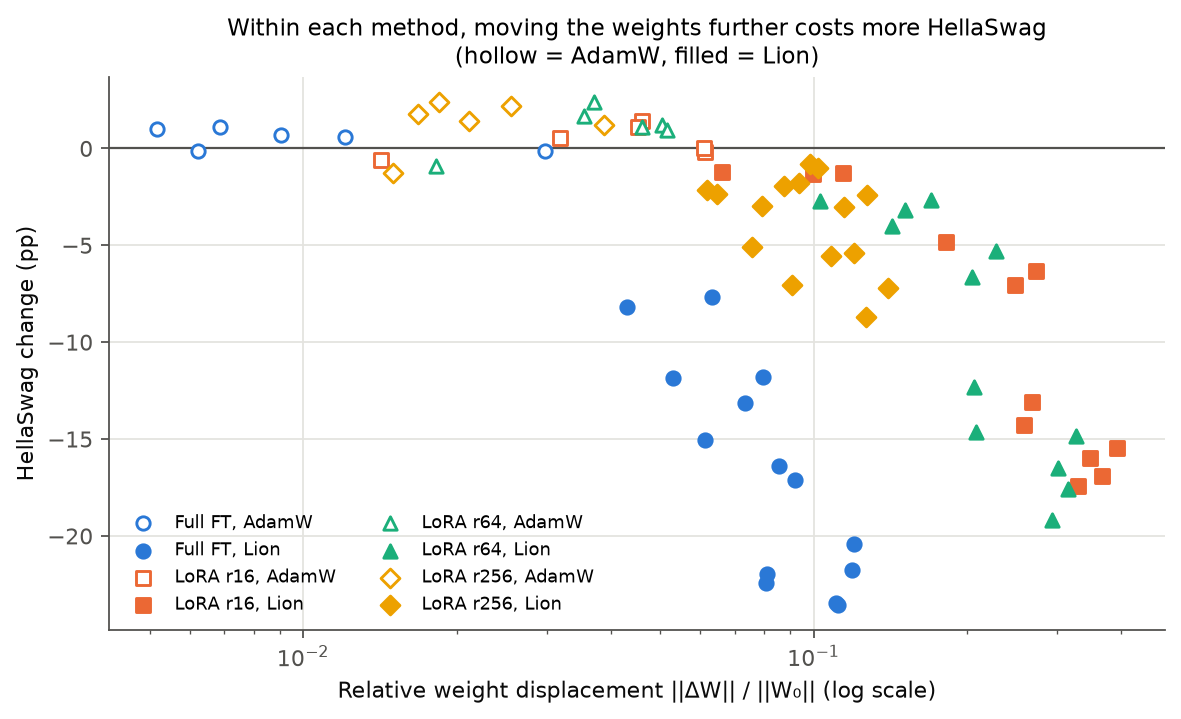 Within each method, moving the weights further costs more HellaSwag
(hollow = AdamW, filled = Lion)
HellaSwag change (pp)
0
−5
−10
−15
−20
Full FT, AdamW
Full FT, Lion
LoRA r16, AdamW
LoRA r16, Lion
LoRA r64, AdamW
LoRA r64, Lion
LoRA r256, AdamW
LoRA r256, Lion
10⁻²
10⁻¹
Relative weight displacement ||ΔW|| / ||W₀|| (log scale)